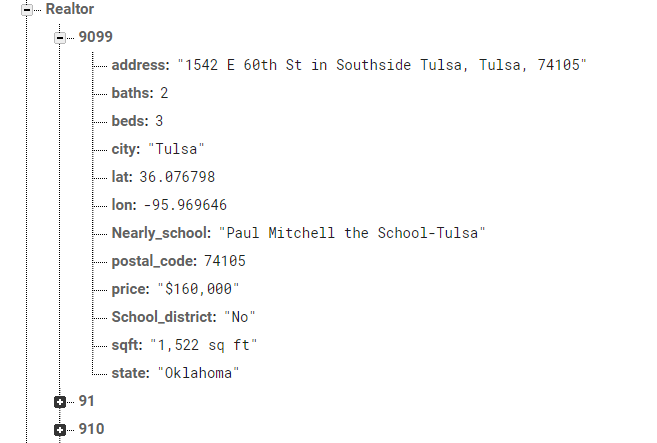 Realtor
9099
address: "1542 E 60th St in Southside Tulsa, Tulsa, 74105"
baths: 2
beds: 3
city: "Tulsa"
lat: 36.076798
lon: -95.969646
Nearly_school: "Paul Mitchell the School-Tulsa"
postal_code: 74105
price: "$160,000"
School_district: "No"
sqft: "1,522 sq ft"
state: "Oklahoma"
91
910